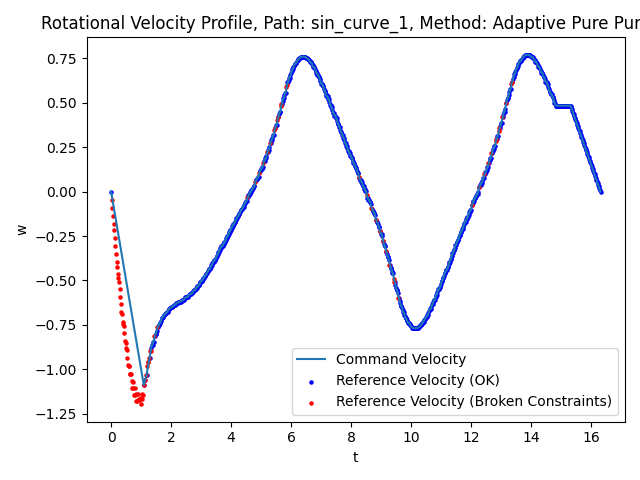 Rotational Velocity Profile, Path: sin_curve_1, Method: Adaptive Pure Pur
0.75
0.50
0.25
0.00
−0.25
−0.50
−0.75
−1.00
−1.25
w
Command Velocity
Reference Velocity (OK)
Reference Velocity (Broken Constraints)
0 2 4 6 8 10 12 14 16
t